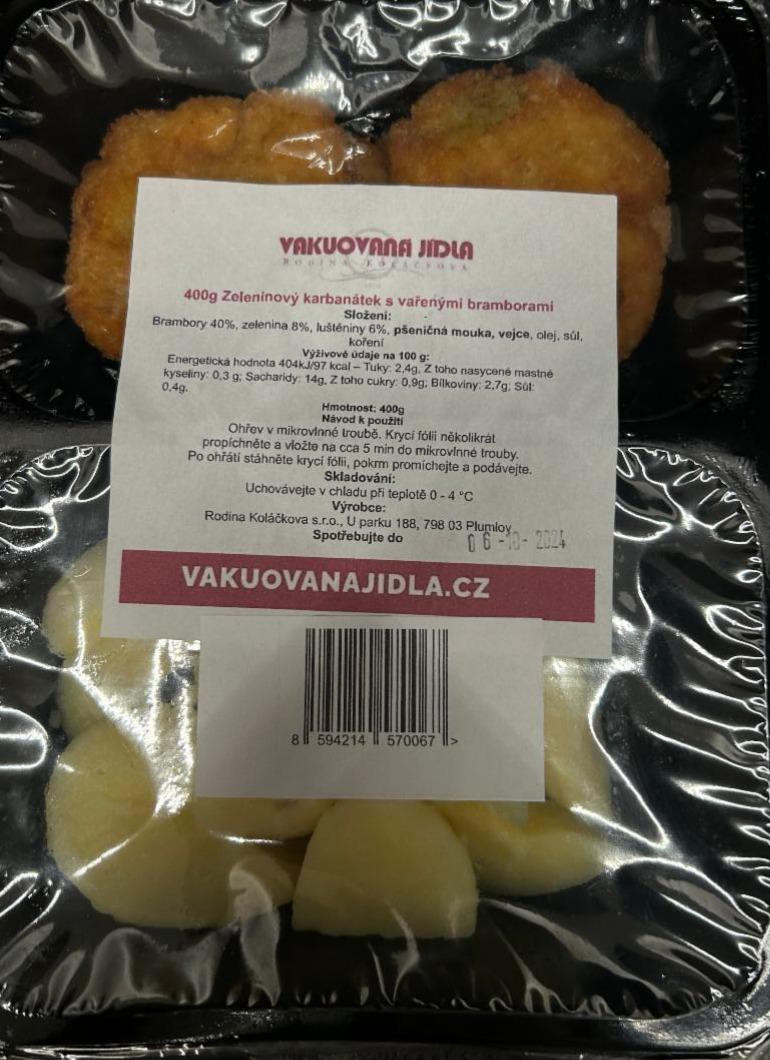 VAKUOVANÁ JÍDLA
RODINA KOLÁČKOVA
400g Zeleninový karbanátek s vařenými bramborami
Složení:
Brambory 40%, zelenina 8%, luštěniny 6%, pšeničná mouka, vejce, olej, sůl,
koření
Výživové údaje na 100 g:
Energetická hodnota 404kJ/97 kcal – Tuky: 2,4g, Z toho nasycené mastné
kyseliny: 0,3 g; Sacharidy: 14g, Z toho cukry: 0,9g; Bílkoviny: 2,7g; Sůl:
0,4g.
Hmotnost: 400g
Návod k použití
Ohřev v mikrovlnné troubě. Krycí fólii několikrát
propíchněte a vložte na cca 5 min do mikrovlnné trouby.
Po ohřátí stáhněte krycí fólii, pokrm promíchejte a podávejte.
Skladování:
Uchovávejte v chladu při teplotě 0 - 4 °C
Výrobce:
Rodina Koláčkova s.r.o., U parku 188, 798 03 Plumlov
Spotřebujte do 06 -10- 2024
VAKUOVANAJIDLA.CZ
8 594214 570067 >